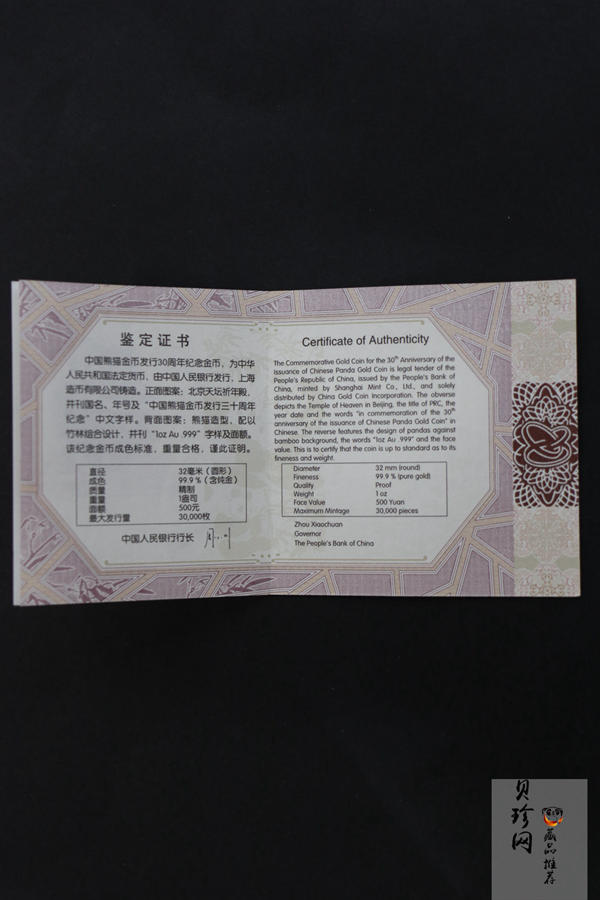 鉴定证书
中国熊猫金币发行30周年纪念金币，为中华
人民共和国法定货币，由中国人民银行发行，上海
造币有限公司铸造。正面图案：北京天坛祈年殿，
并刊国名、年号及“中国熊猫金币发行三十周年
纪念”中文字样。背面图案：熊猫造型，配以
竹林组合设计，并刊“1oz Au .999”字样及面额。
该纪念金币成色标准，重量合格，谨此证明。
直径 32毫米（圆形）
成色 99.9％（含纯金）
质量 精制
重量 1盎司
面额 500元
最大发行量 30,000枚
中国人民银行行长
Certificate of Authenticity
The Commemorative Gold Coin for the 30th Anniversary of the
Issuance of Chinese Panda Gold Coin is legal tender of the
People's Republic of China, issued by the People's Bank of
China, minted by Shanghai Mint Co., Ltd., and solely
distributed by China Gold Coin Incorporation. The obverse
depicts the Temple of Heaven in Beijing, the title of PRC, the
year date and the words "in commemoration of the 30th
anniversary of the issuance of Chinese Panda Gold Coin" in
Chinese. The reverse features the design of pandas against
bamboo background, the words "1oz Au .999" and the face
value. This is to certify that the coin is up to standard as to its
fineness and weight.
Diameter 32 mm (round)
Fineness 99.9 % (pure gold)
Quality Proof
Weight 1 oz
Face Value 500 Yuan
Maximum Mintage 30,000 pieces
Zhou Xiaochuan
Governor
The People's Bank of China
贝珍网
藏品推荐